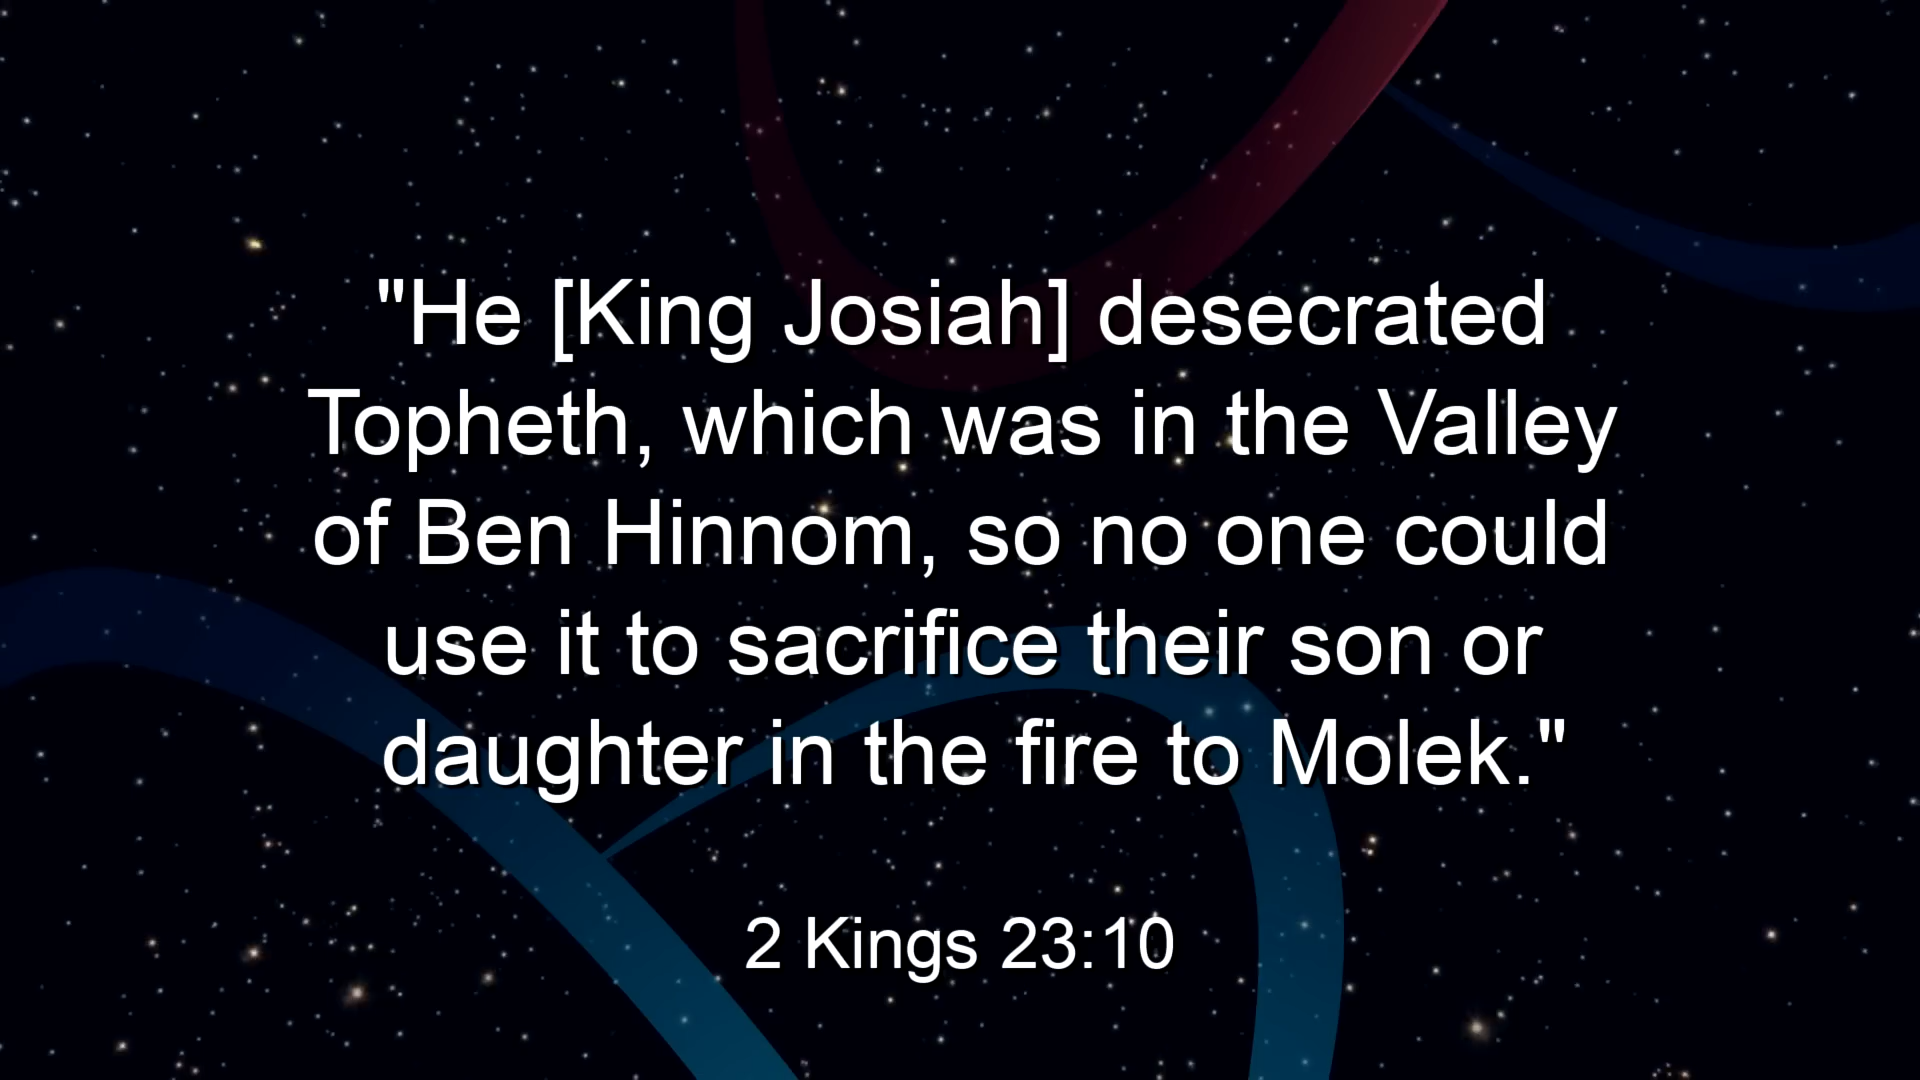 "He [King Josiah] desecrated
Topheth, which was in the Valley
of Ben Hinnom, so no one could
use it to sacrifice their son or
daughter in the fire to Molek."
2 Kings 23:10